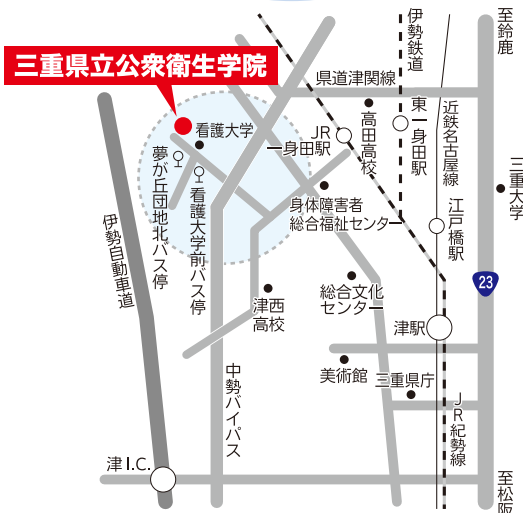 至鈴鹿
伊勢鉄道
三重県立公衆衛生学院
県道津関線
近鉄名古屋線
東一身田駅
高田高校
看護大学
JR
一身田駅
夢が丘団地北バス停
看護大学前バス停
三重大学
身体障害者
総合福祉センター
江戸橋駅
伊勢自動車道
23
総合文化
センター
津西
高校
津駅
中勢バイパス
美術館
三重県庁
JR紀勢線
津I.C.
至松阪